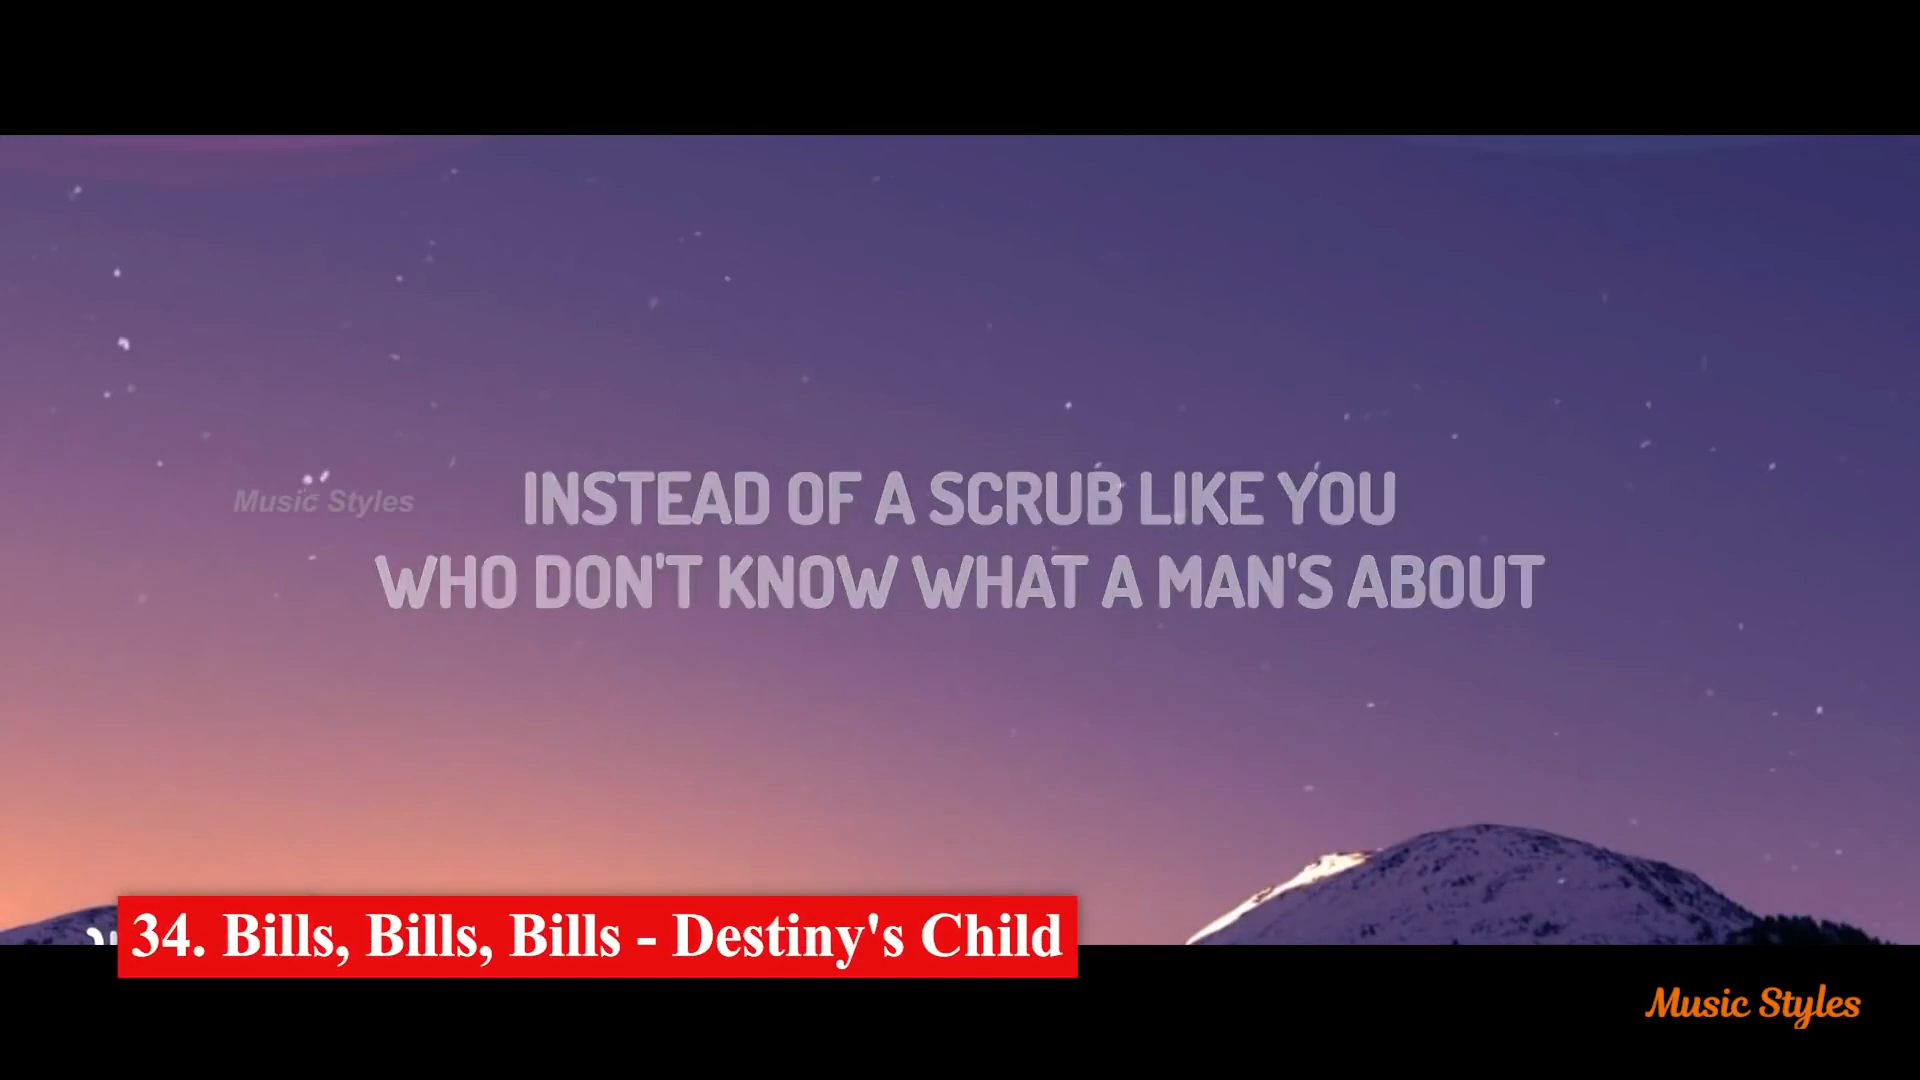 INSTEAD OF A SCRUB LIKE YOU
Music Styles
WHO DON'T KNOW WHAT A MAN'S ABOUT
34. Bills, Bills, Bills - Destiny's Child
Music Styles